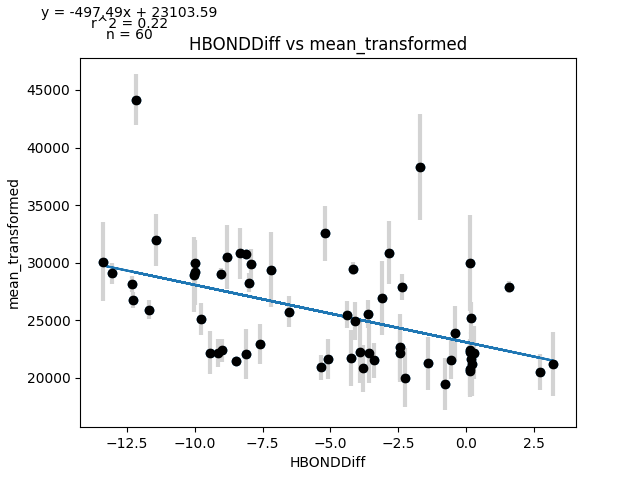 y = -497.49x + 23103.59
r^2 = 0.22
n = 60
HBONDDiff vs mean_transformed
mean_transformed
45000
40000
35000
30000
25000
20000
−12.5 −10.0 −7.5 −5.0 −2.5 0.0 2.5
HBONDDiff